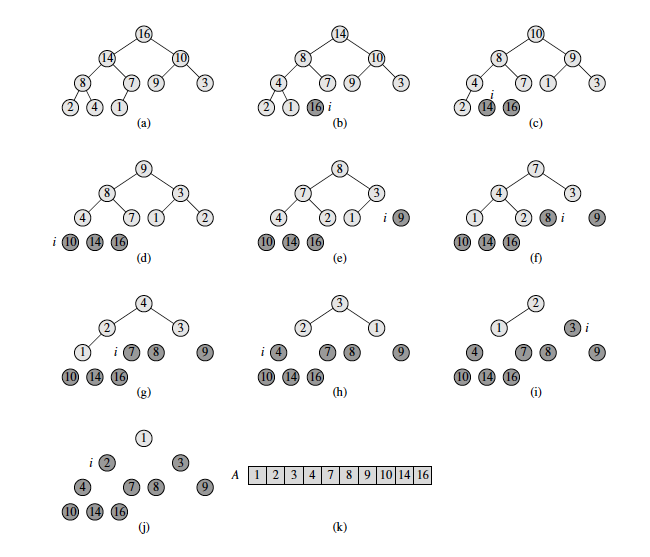 16 14 10
14 10 8 10 8 9
8 7 9 3 4 7 9 3 4 7 1 3
2 4 1 2 1 16 i 2 i 14 16
(a) (b) (c)
9 8 7
8 3 7 3 4 3
4 7 1 2 4 2 1 i 9 1 2 8 i 9
i 10 14 16 10 14 16 10 14 16
(d) (e) (f)
4 3 2
2 3 2 1 1 3 i
1 i 7 8 9 i 4 7 8 9 4 7 8 9
10 14 16 10 14 16 10 14 16
(g) (h) (i)
1
i 2 3
A 1 2 3 4 7 8 9 10 14 16
4 7 8 9
10 14 16
(j) (k)